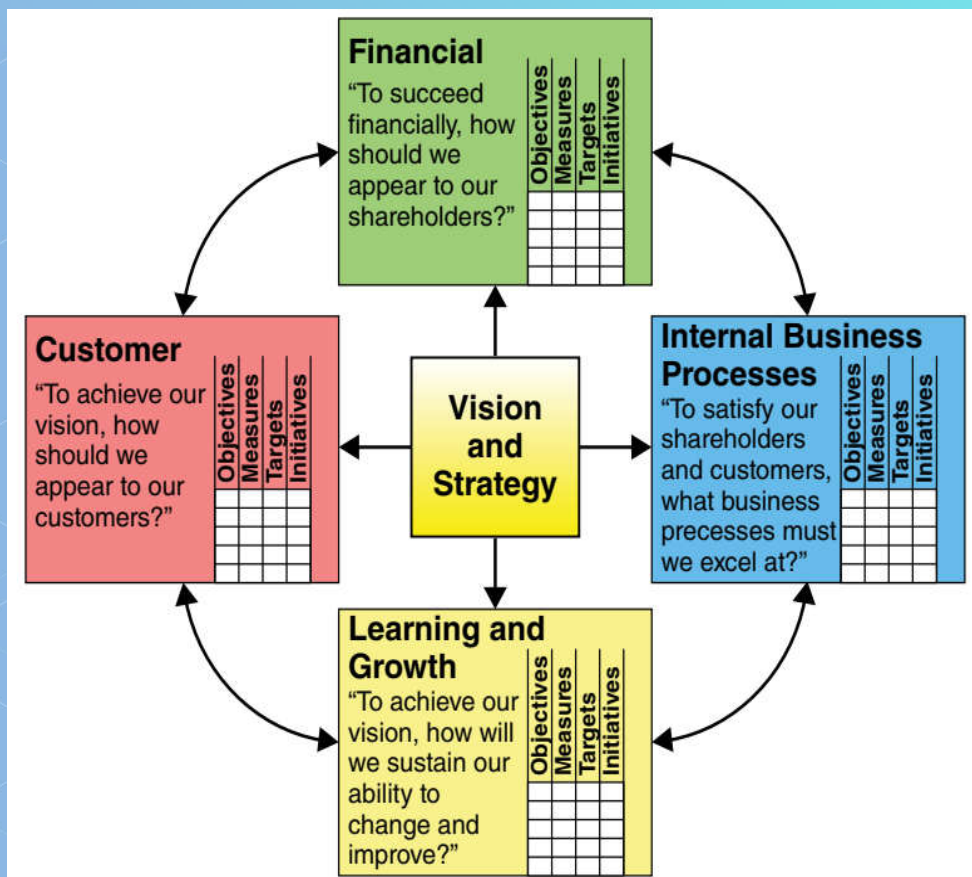 Financial
“To succeed
financially, how
should we
appear to our
shareholders?”
Objectives
Measures
Targets
Initiatives
Customer
“To achieve our
vision, how
should we
appear to our
customers?”
Objectives
Measures
Targets
Initiatives
Vision
and
Strategy
Internal Business
Processes
“To satisfy our
shareholders
and customers,
what business
precesses must
we excel at?”
Objectives
Measures
Targets
Initiatives
Learning and
Growth
“To achieve our
vision, how will
we sustain our
ability to
change and
improve?”
Objectives
Measures
Targets
Initiatives